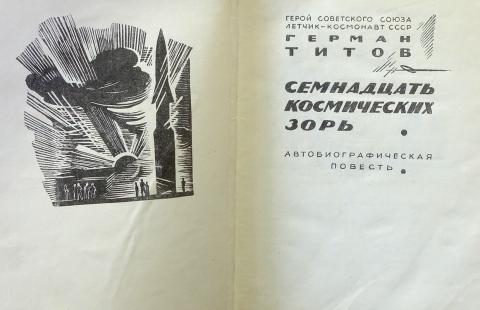 ГЕРОЙ СОВЕТСКОГО СОЮЗА
ЛЕТЧИК-КОСМОНАВТ СССР
ГЕРМАН
ТИТОВ
СЕМНАДЦАТЬ
КОСМИЧЕСКИХ
ЗОРЬ
АВТОБИОГРАФИЧЕСКАЯ
ПОВЕСТЬ